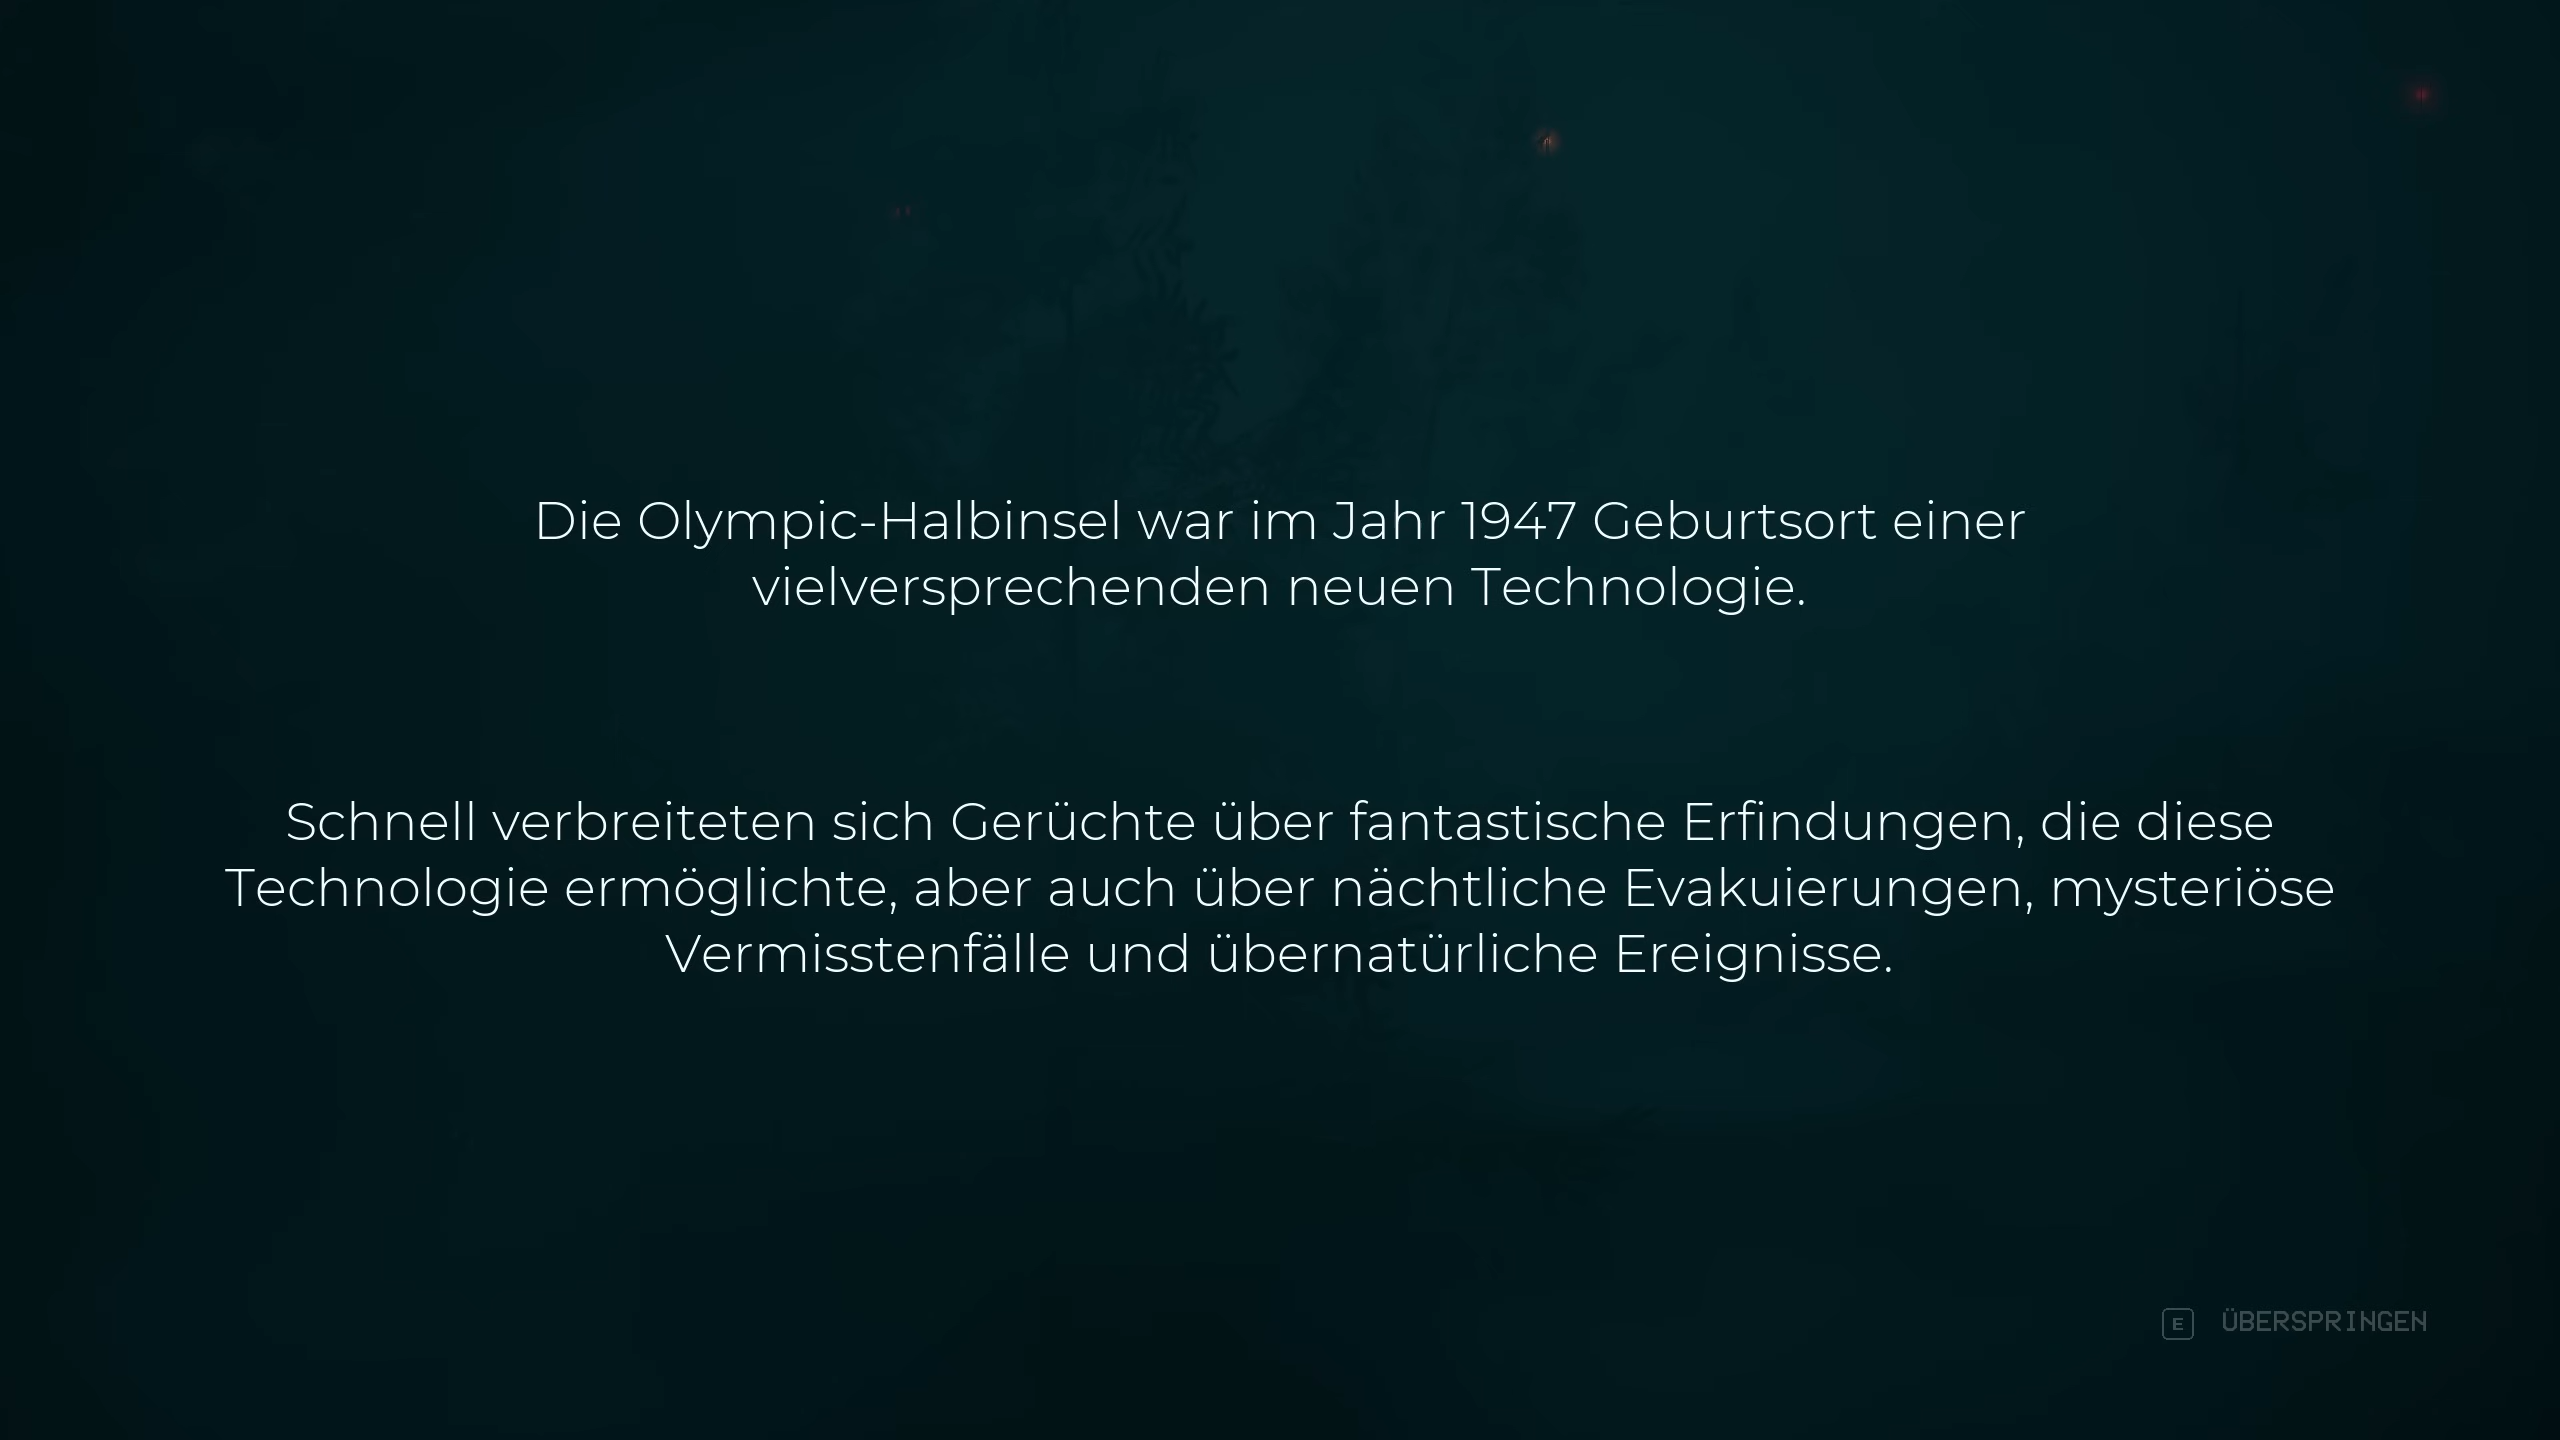 Die Olympic-Halbinsel war im Jahr 1947 Geburtsort einer
vielversprechenden neuen Technologie.
Schnell verbreiteten sich Gerüchte über fantastische Erfindungen, die diese
Technologie ermöglichte, aber auch über nächtliche Evakuierungen, mysteriöse
Vermisstenfälle und übernatürliche Ereignisse.
E ÜBERSPRINGEN